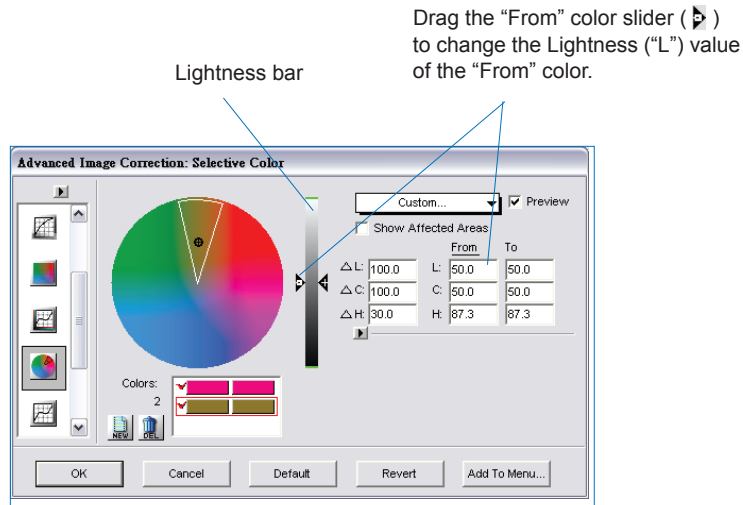 Drag the “From” color slider ( )
to change the Lightness (“L”) value
of the “From” color.
Lightness bar
Advanced Image Correction: Selective Color
Custom...
Preview
Show Affected Areas
From To
△ L: 100.0 L: 50.0 50.0
△ C: 100.0 C: 50.0 50.0
△ H: 30.0 H: 87.3 87.3
Colors:
2
NEW DEL
OK Cancel Default Revert Add To Menu...